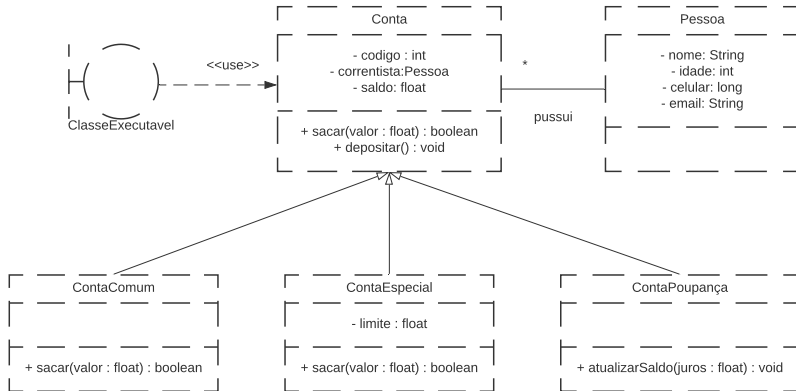 Conta
- codigo : int
- correntista:Pessoa
- saldo: float
+ sacar(valor : float) : boolean
+ depositar() : void
Pessoa
- nome: String
- idade: int
- celular: long
- email: String
<<use>>
ClasseExecutavel
*
pussui
ContaComum
+ sacar(valor : float) : boolean
ContaEspecial
- limite : float
+ sacar(valor : float) : boolean
ContaPoupança
+ atualizarSaldo(juros : float) : void